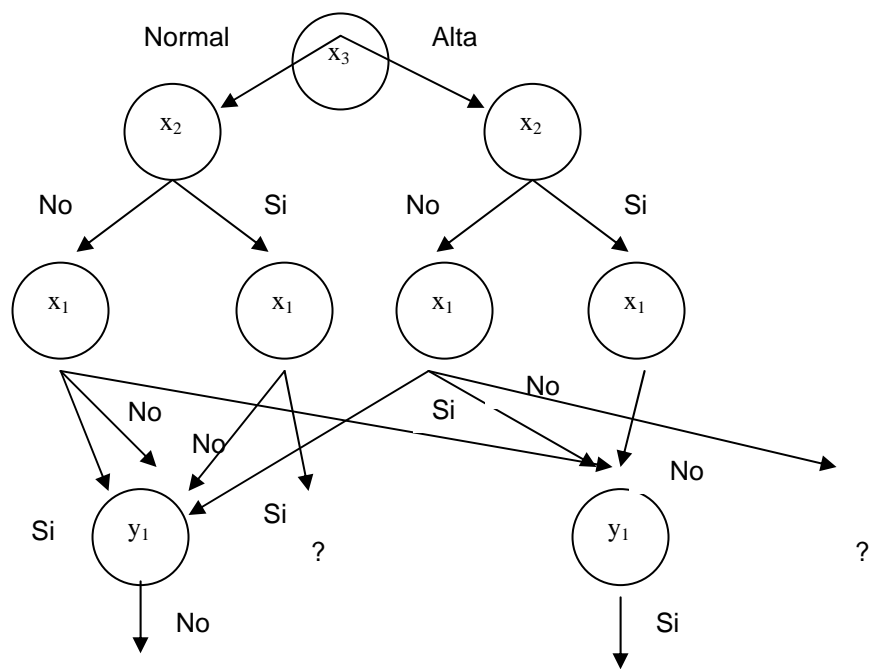 Normal
x₃
Alta
x₂
x₂
No
Si
No
Si
x₁
x₁
x₁
x₁
No
No
Si
No
No
Si
y₁
Si
?
y₁
?
No
Si